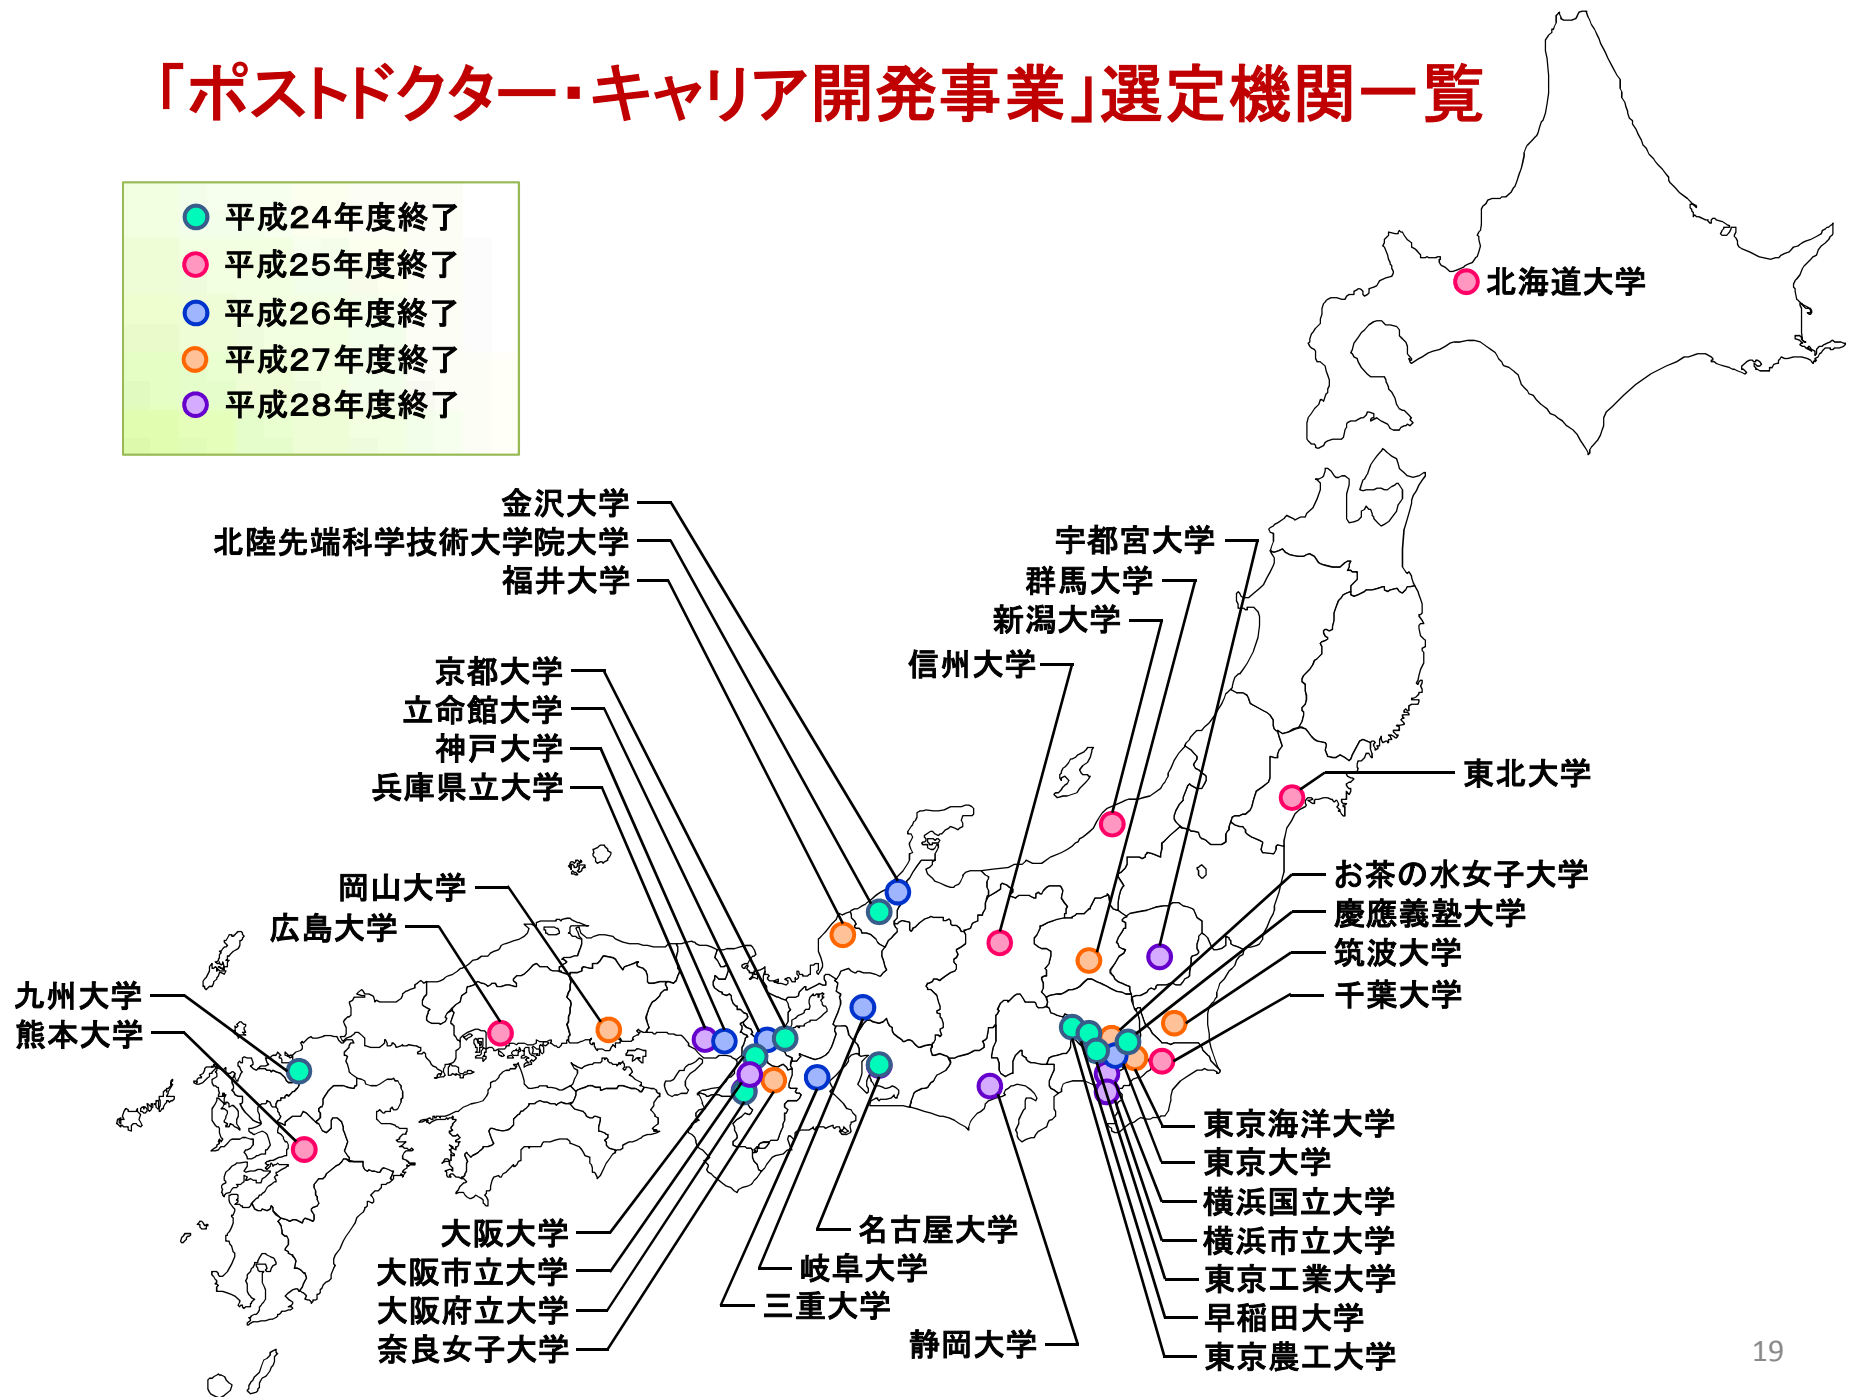 「ポストドクター・キャリア開発事業」選定機関一覧
平成24年度終了
平成25年度終了
平成26年度終了
平成27年度終了
平成28年度終了
北海道大学
金沢大学
北陸先端科学技術大学院大学
福井大学
宇都宮大学
群馬大学
新潟大学
信州大学
京都大学
立命館大学
神戸大学
兵庫県立大学
東北大学
岡山大学
広島大学
お茶の水女子大学
慶應義塾大学
筑波大学
千葉大学
九州大学
熊本大学
東京海洋大学
東京大学
横浜国立大学
横浜市立大学
東京工業大学
早稲田大学
東京農工大学
大阪大学
大阪市立大学
大阪府立大学
奈良女子大学
名古屋大学
岐阜大学
三重大学
静岡大学
19